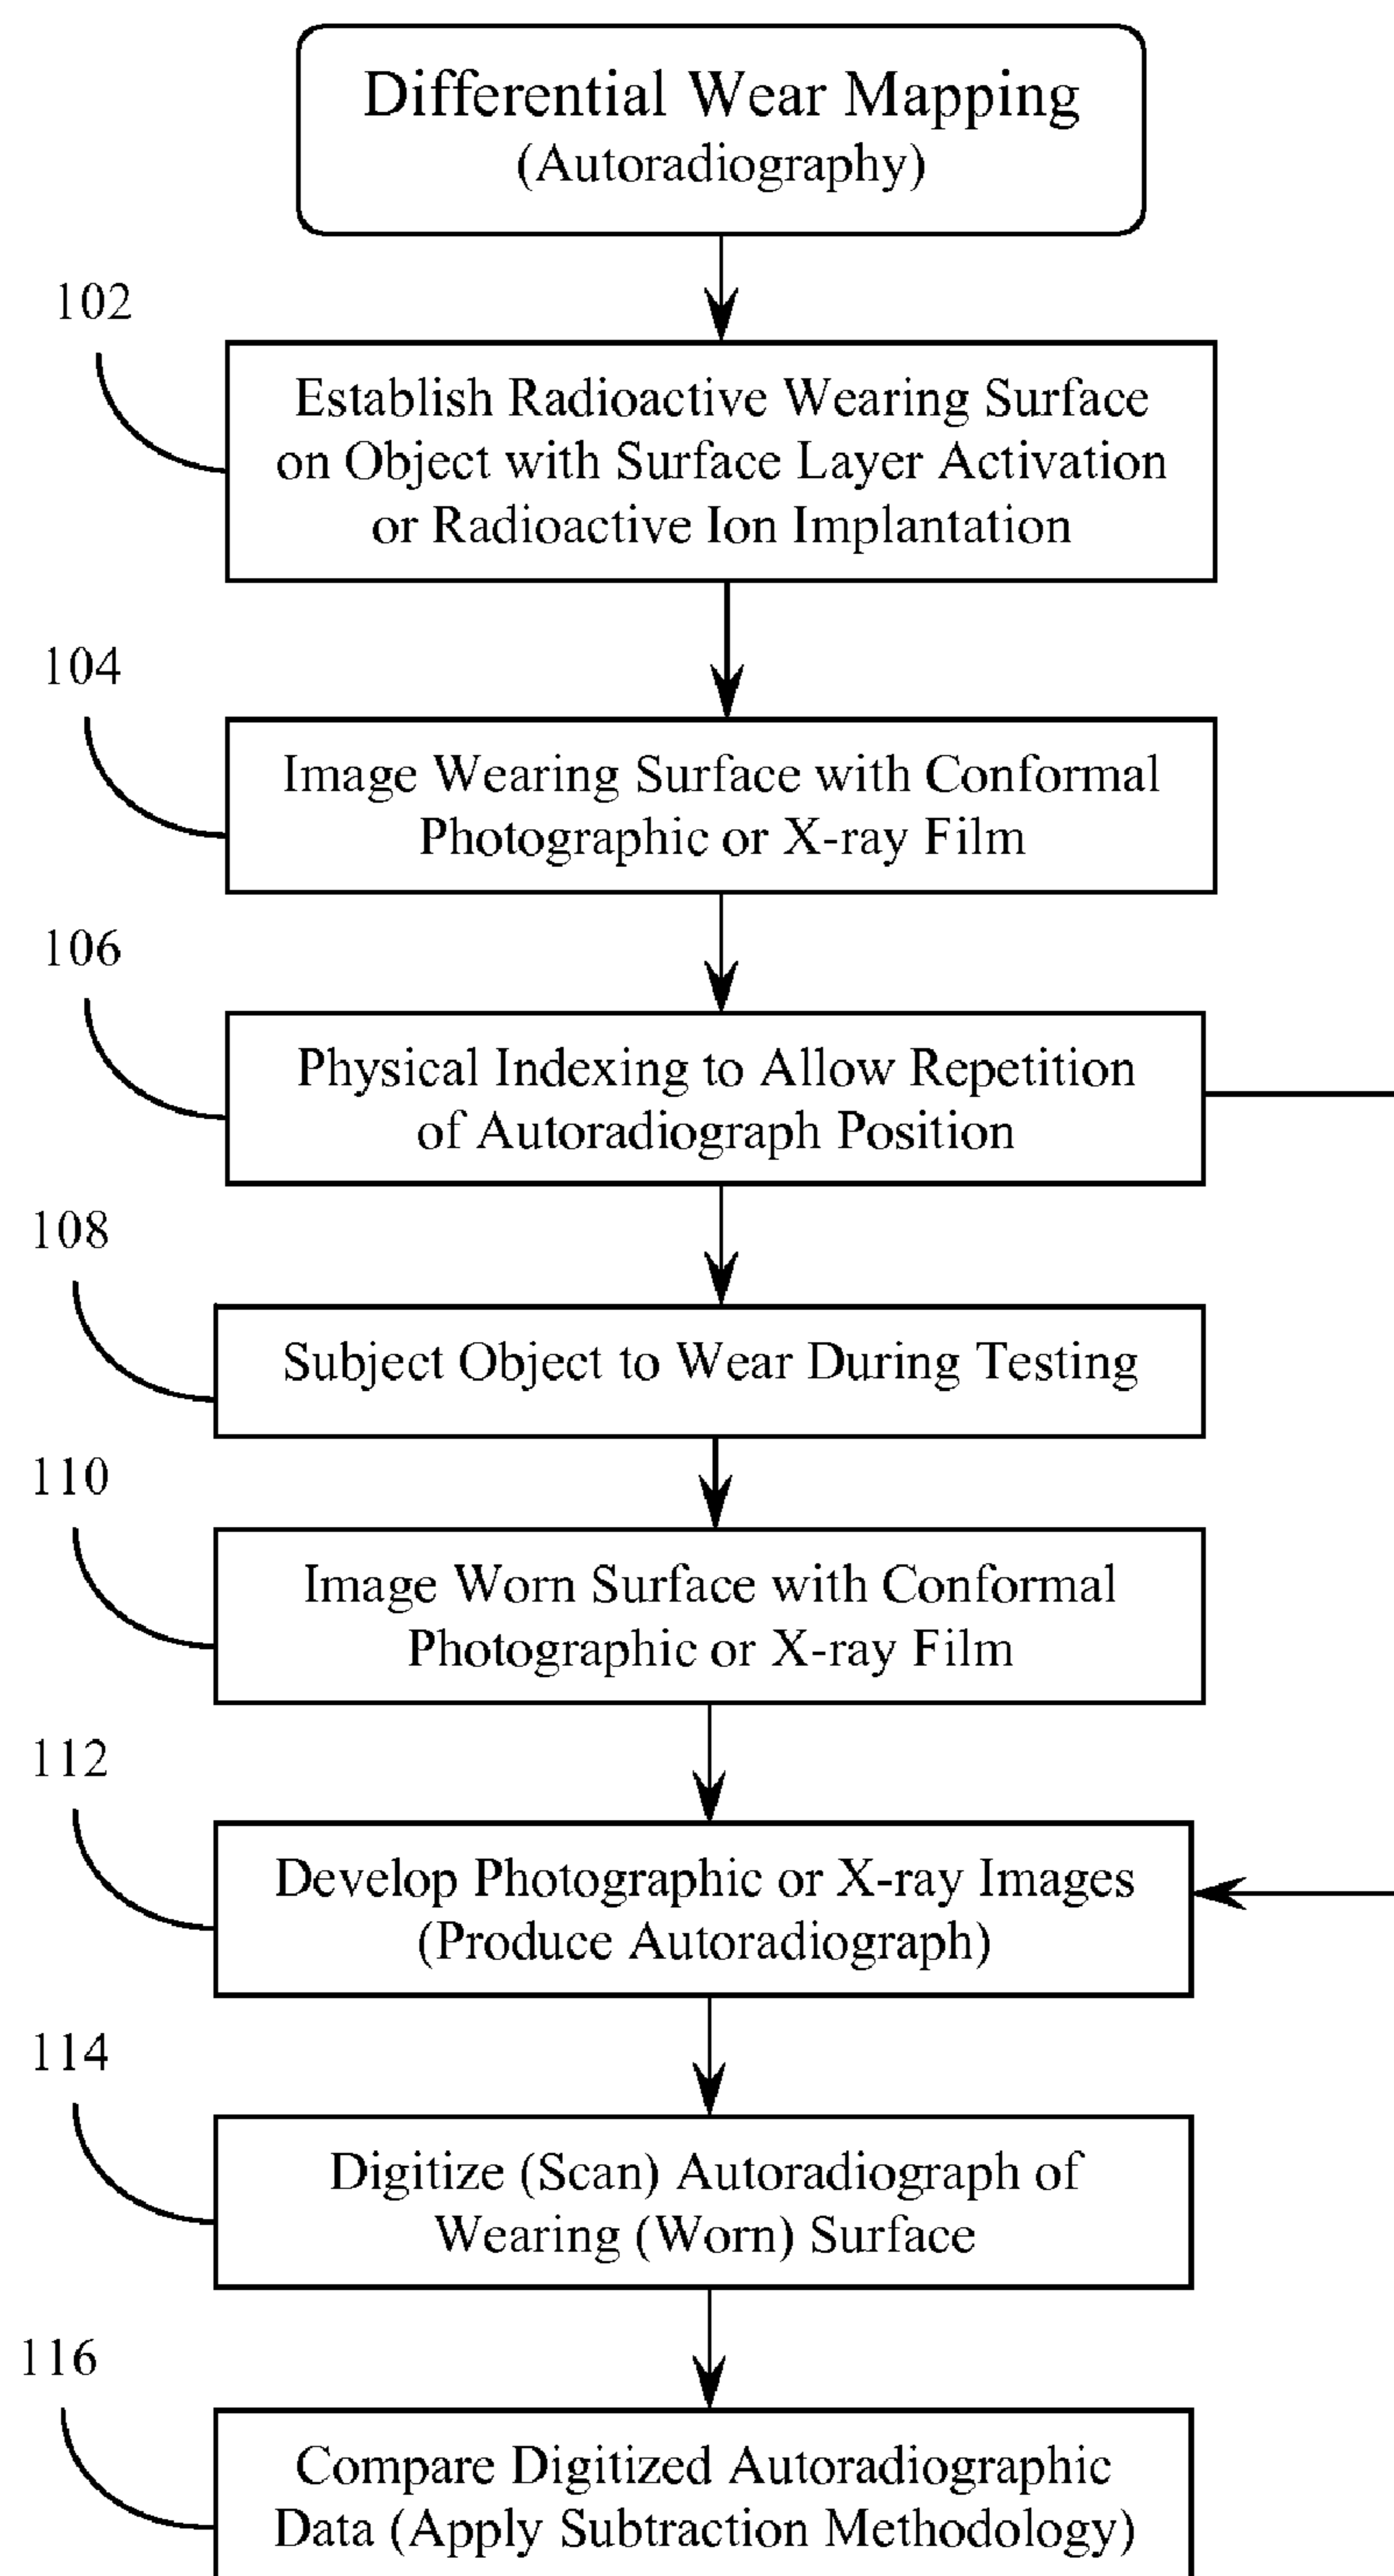 Differential Wear Mapping
(Autoradiography)
102
Establish Radioactive Wearing Surface
on Object with Surface Layer Activation
or Radioactive Ion Implantation
104
Image Wearing Surface with Conformal
Photographic or X-ray Film
106
Physical Indexing to Allow Repetition
of Autoradiograph Position
108
Subject Object to Wear During Testing
110
Image Worn Surface with Conformal
Photographic or X-ray Film
112
Develop Photographic or X-ray Images
(Produce Autoradiograph)
114
Digitize (Scan) Autoradiograph of
Wearing (Worn) Surface
116
Compare Digitized Autoradiographic
Data (Apply Subtraction Methodology)